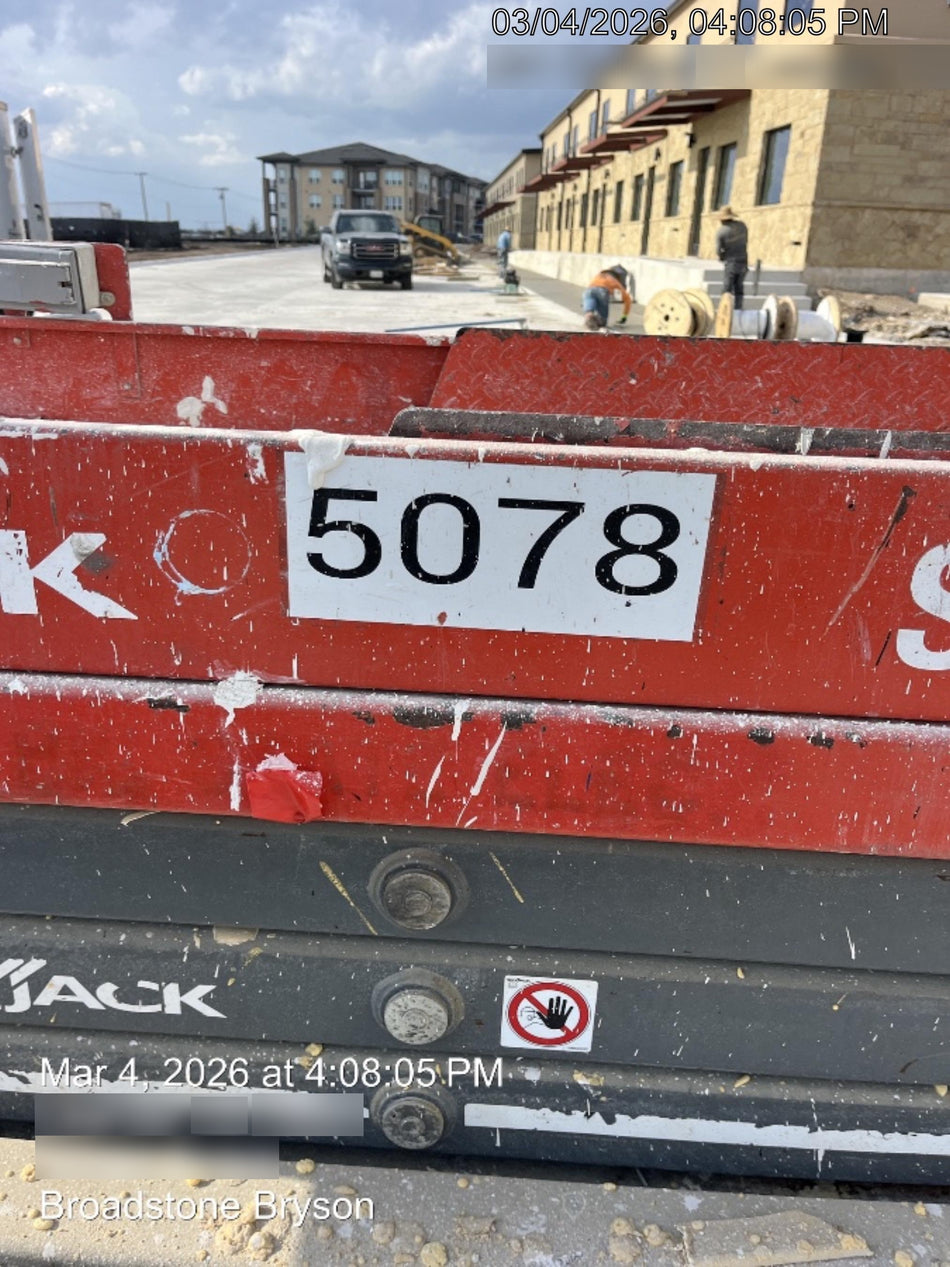 03/04/2026, 04:08:05 PM
5078
K
S
JACK
Mar 4, 2026 at 4:08:05 PM
Broadstone Bryson